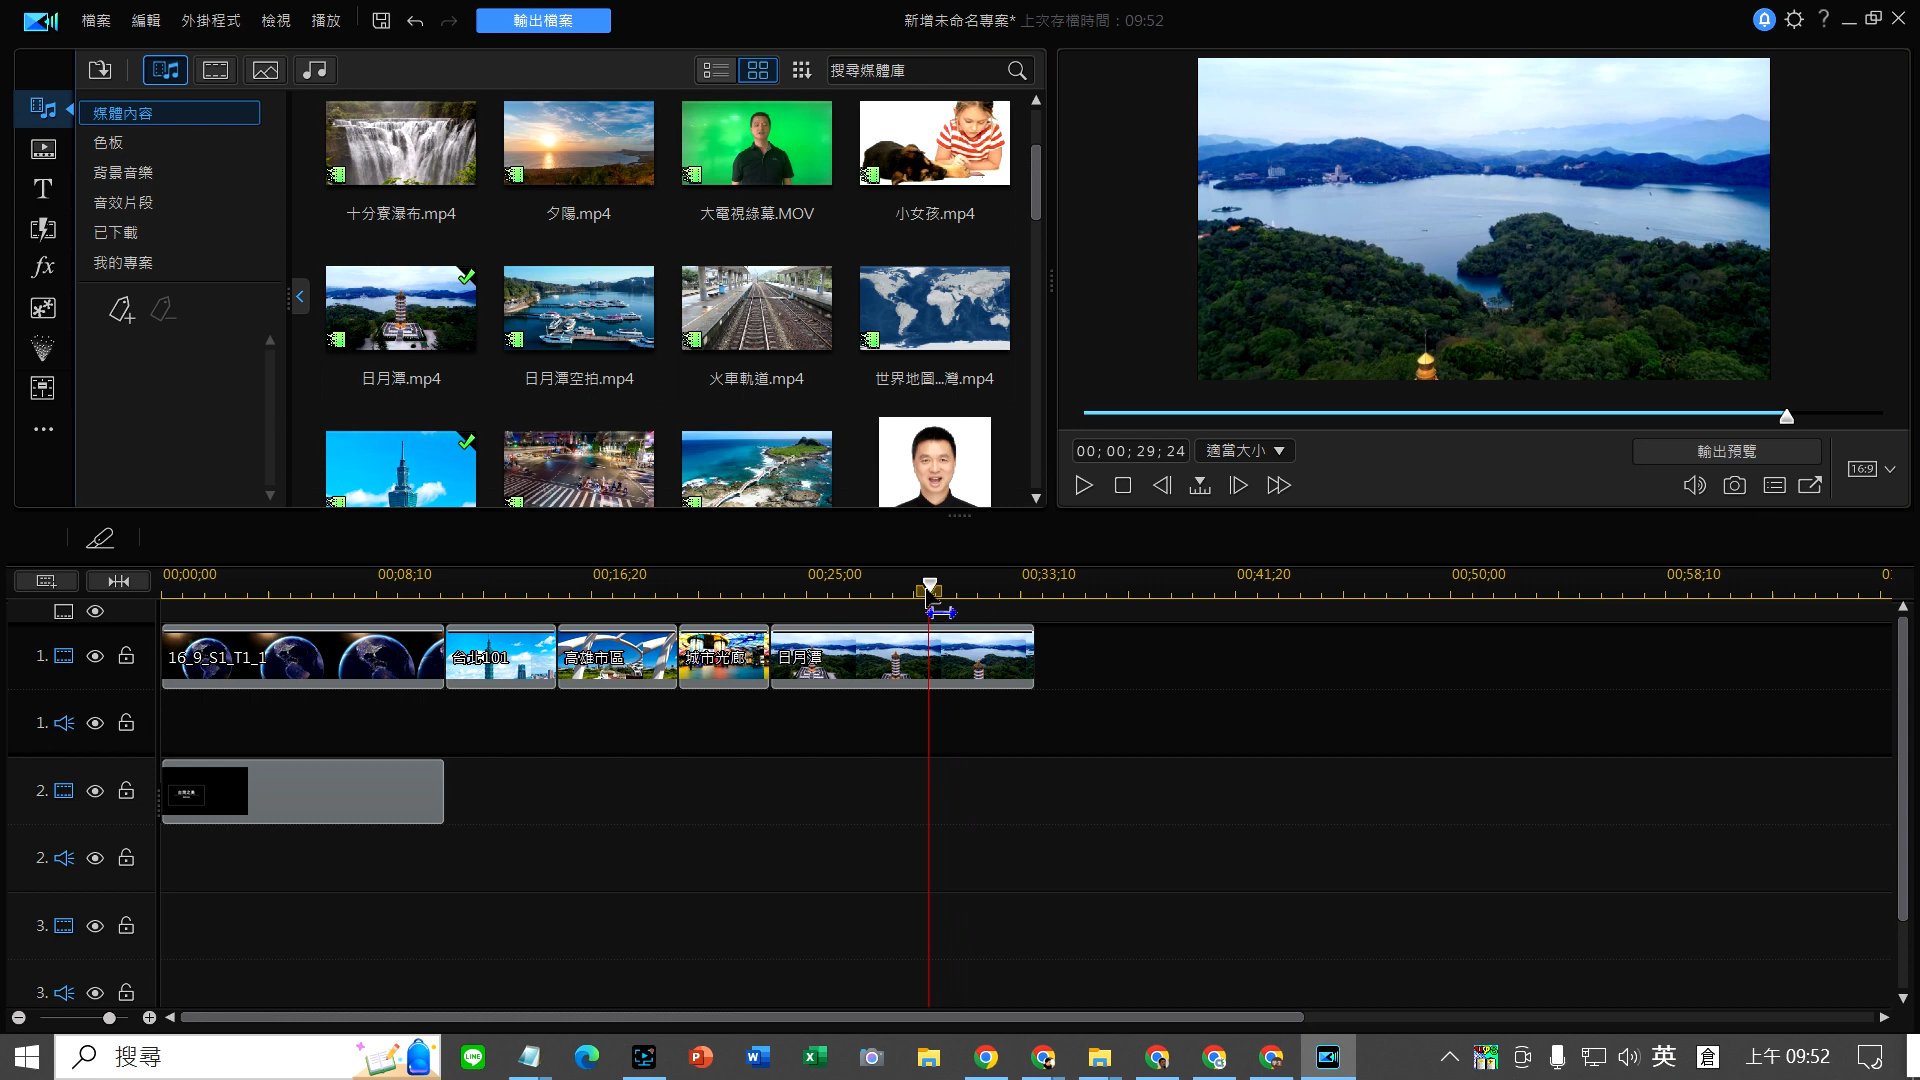 檔案 編輯 外掛程式 檢視 播放
輸出檔案
新增未命名專案* 上次存檔時間：09:52
搜尋媒體庫
媒體內容
色板
背景音樂
音效片段
已下載
我的專案
十分寮瀑布.mp4
夕陽.mp4
大電視綠幕.MOV
小女孩.mp4
日月潭.mp4
日月潭空拍.mp4
火車軌道.mp4
世界地圖...灣.mp4
00; 00; 29; 24
適當大小
輸出預覽
16:9
00;00;00
00;08;10
00;16;20
00;25;00
00;33;10
00;41;20
00;50;00
00;58;10
1.
16_9_S1_T1_1
台北101
高雄市區
城市光廊
日月潭
1.
2.
2.
3.
3.
搜尋
英
倉
上午 09:52